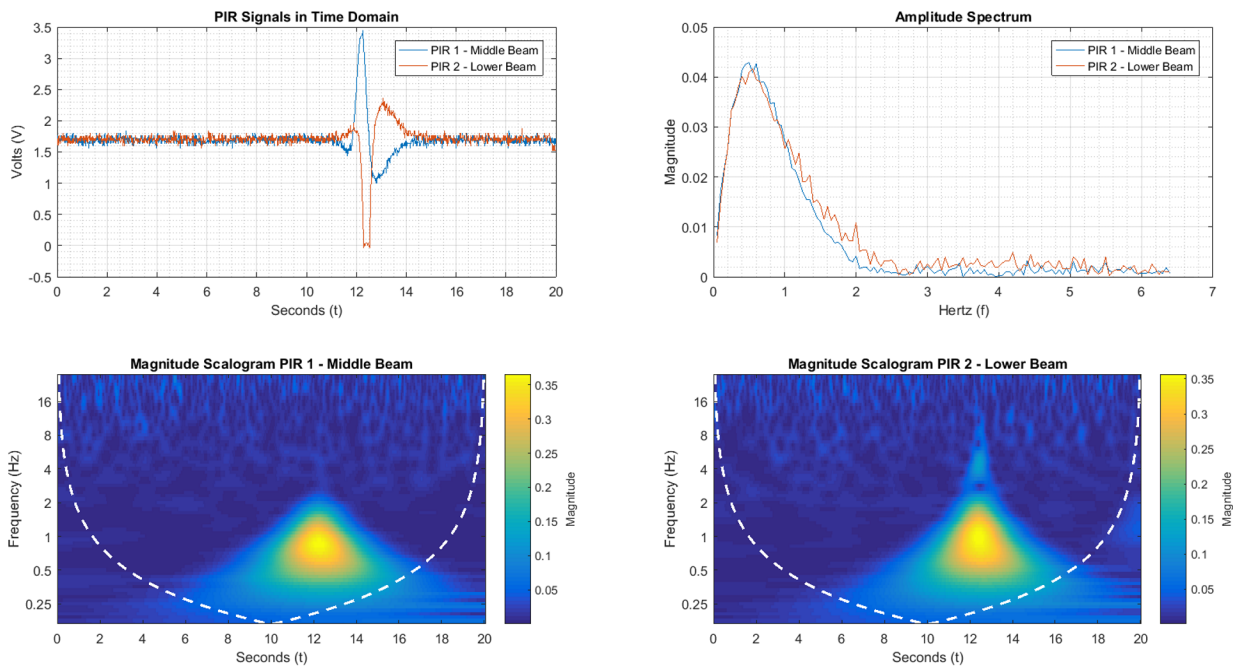 PIR Signals in Time Domain
3.5
3
2.5
2
1.5
1
0.5
0
-0.5
Volts (V)
PIR 1 - Middle Beam
PIR 2 - Lower Beam
0 2 4 6 8 10 12 14 16 18 20
Seconds (t)
Amplitude Spectrum
0.05
0.04
0.03
0.02
0.01
0
Magnitude
PIR 1 - Middle Beam
PIR 2 - Lower Beam
0 1 2 3 4 5 6 7
Hertz (f)
Magnitude Scalogram PIR 1 - Middle Beam
16
8
4
2
1
0.5
0.25
Frequency (Hz)
0 2 4 6 8 10 12 14 16 18 20
Seconds (t)
0.35
0.3
0.25
0.2
0.15
0.1
0.05
Magnitude
Magnitude Scalogram PIR 2 - Lower Beam
16
8
4
2
1
0.5
0.25
Frequency (Hz)
0 2 4 6 8 10 12 14 16 18 20
Seconds (t)
0.35
0.3
0.25
0.2
0.15
0.1
0.05
Magnitude